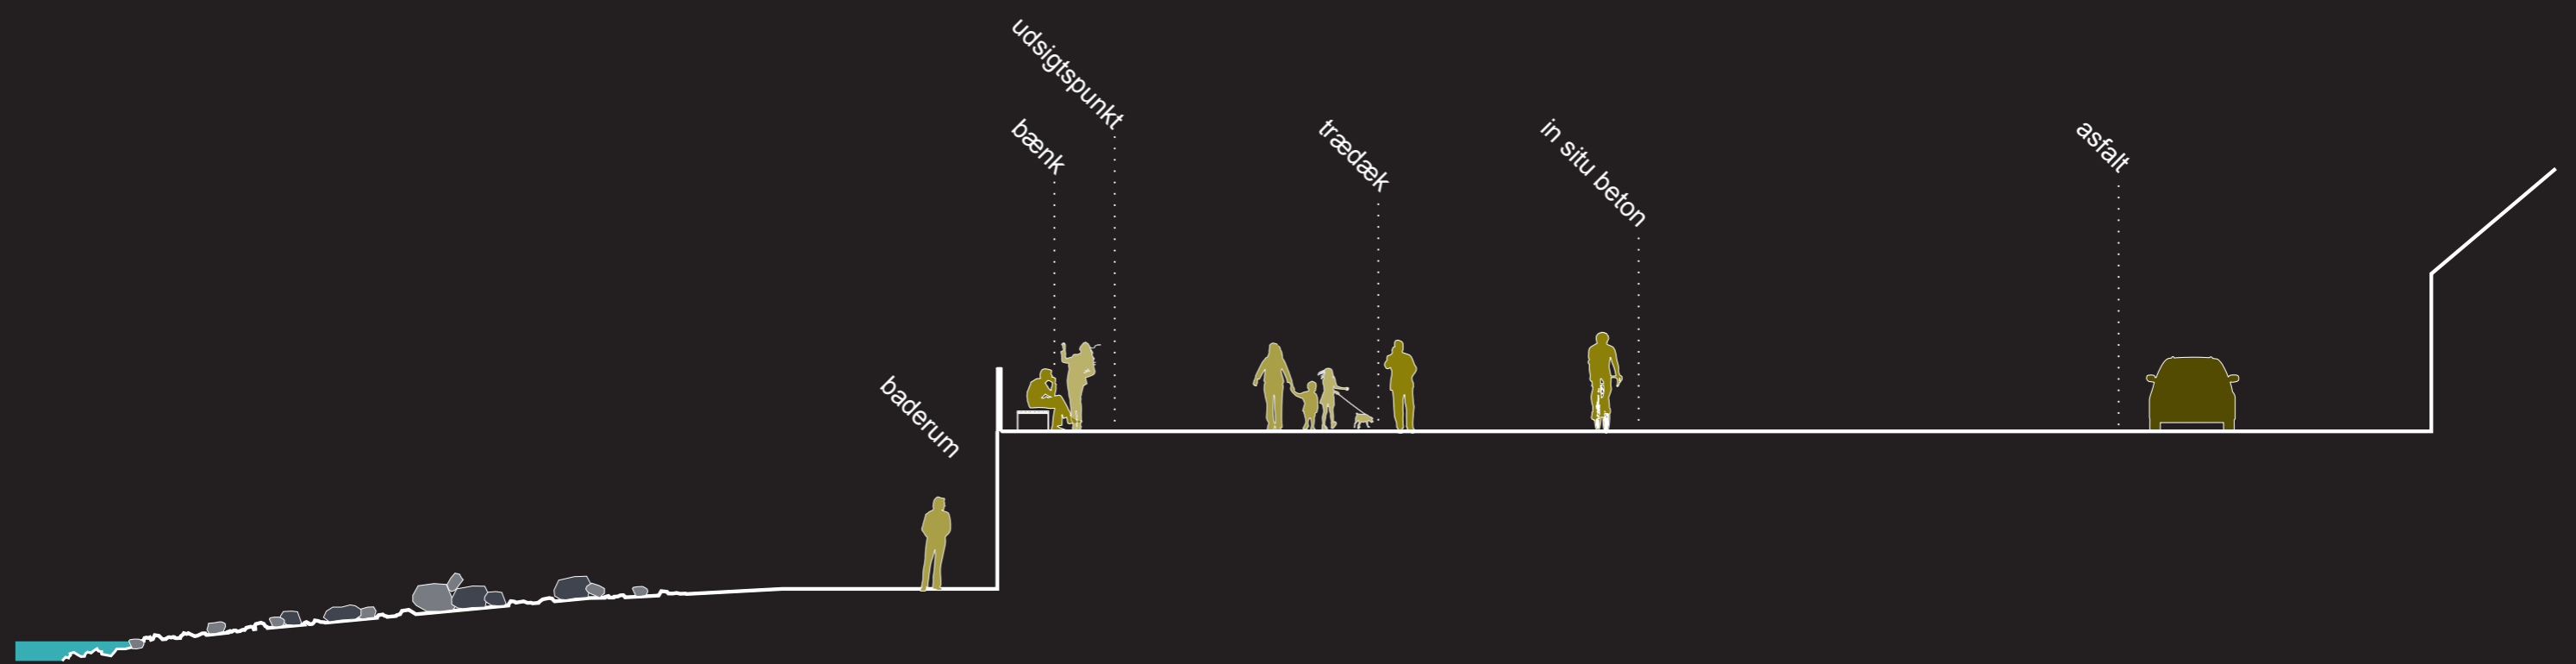 udsigtspunkt
bænk
trædæk
in situ beton
asfalt
baderum